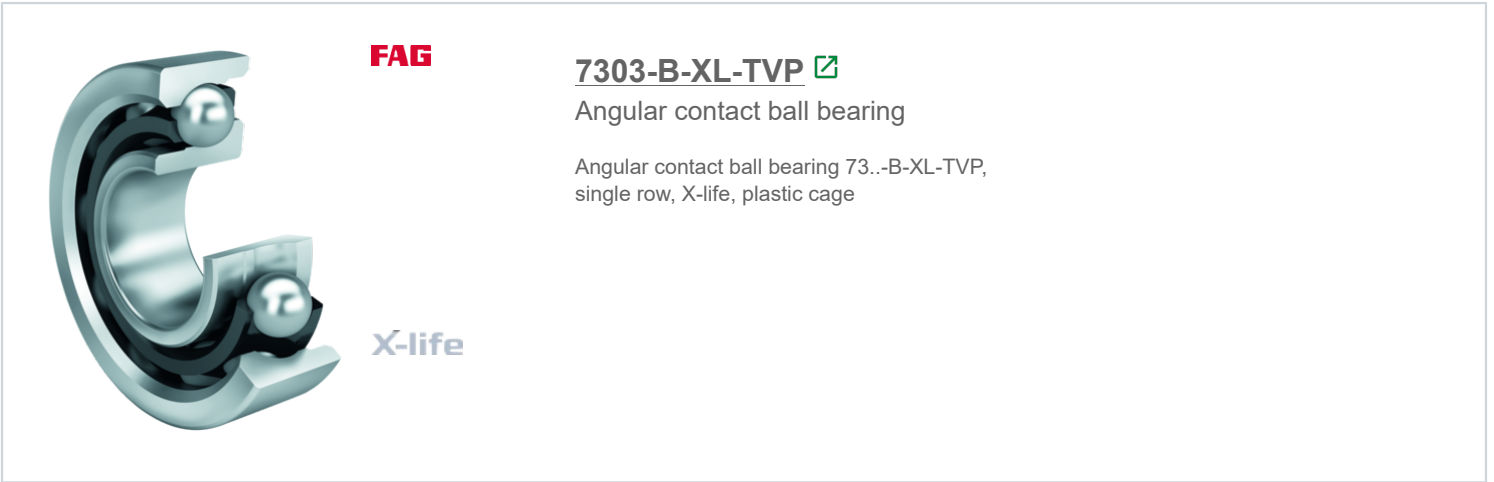 FAG
7303-B-XL-TVP
Angular contact ball bearing
Angular contact ball bearing 73..-B-XL-TVP,
single row, X-life, plastic cage
X-life